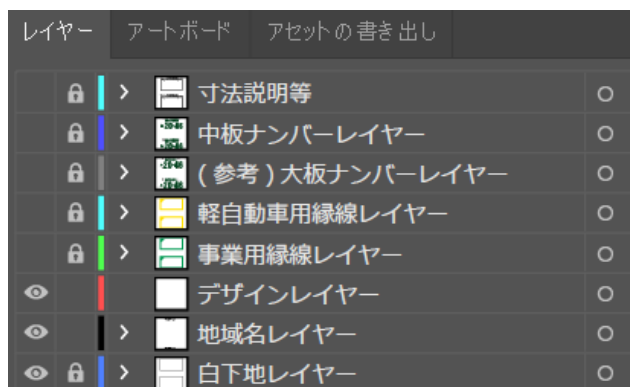 レイヤー アートボード アセットの書き出し
寸法説明等
中板ナンバーレイヤー
(参考)大板ナンバーレイヤー
軽自動車用縁線レイヤー
事業用縁線レイヤー
デザインレイヤー
地域名レイヤー
白下地レイヤー